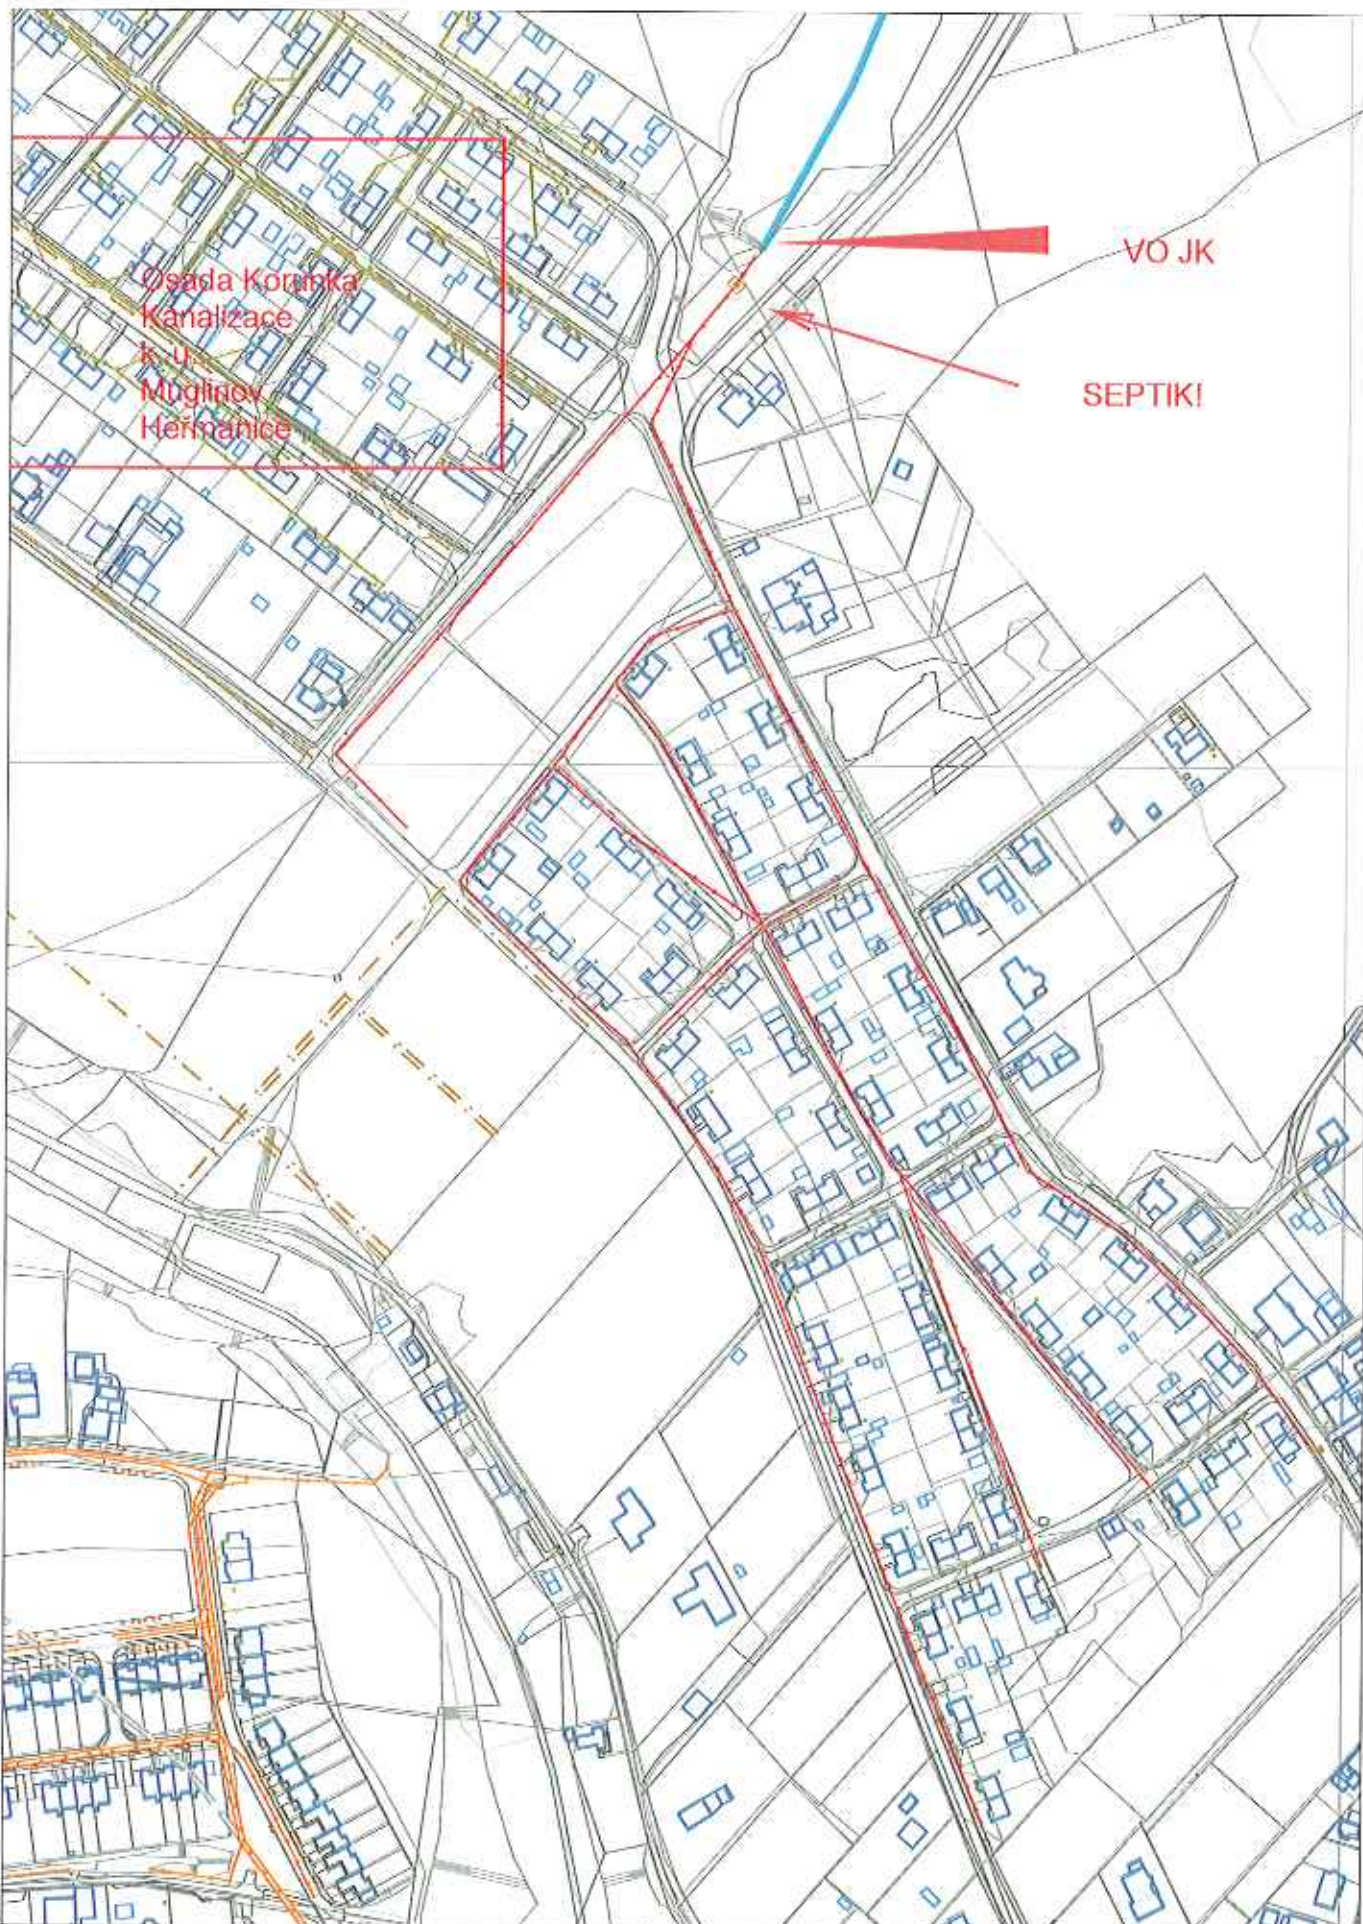 VO JK
Osada Korunka
Kanalizace
k. ú.
Muglinov
Heřmanice
SEPTIK!